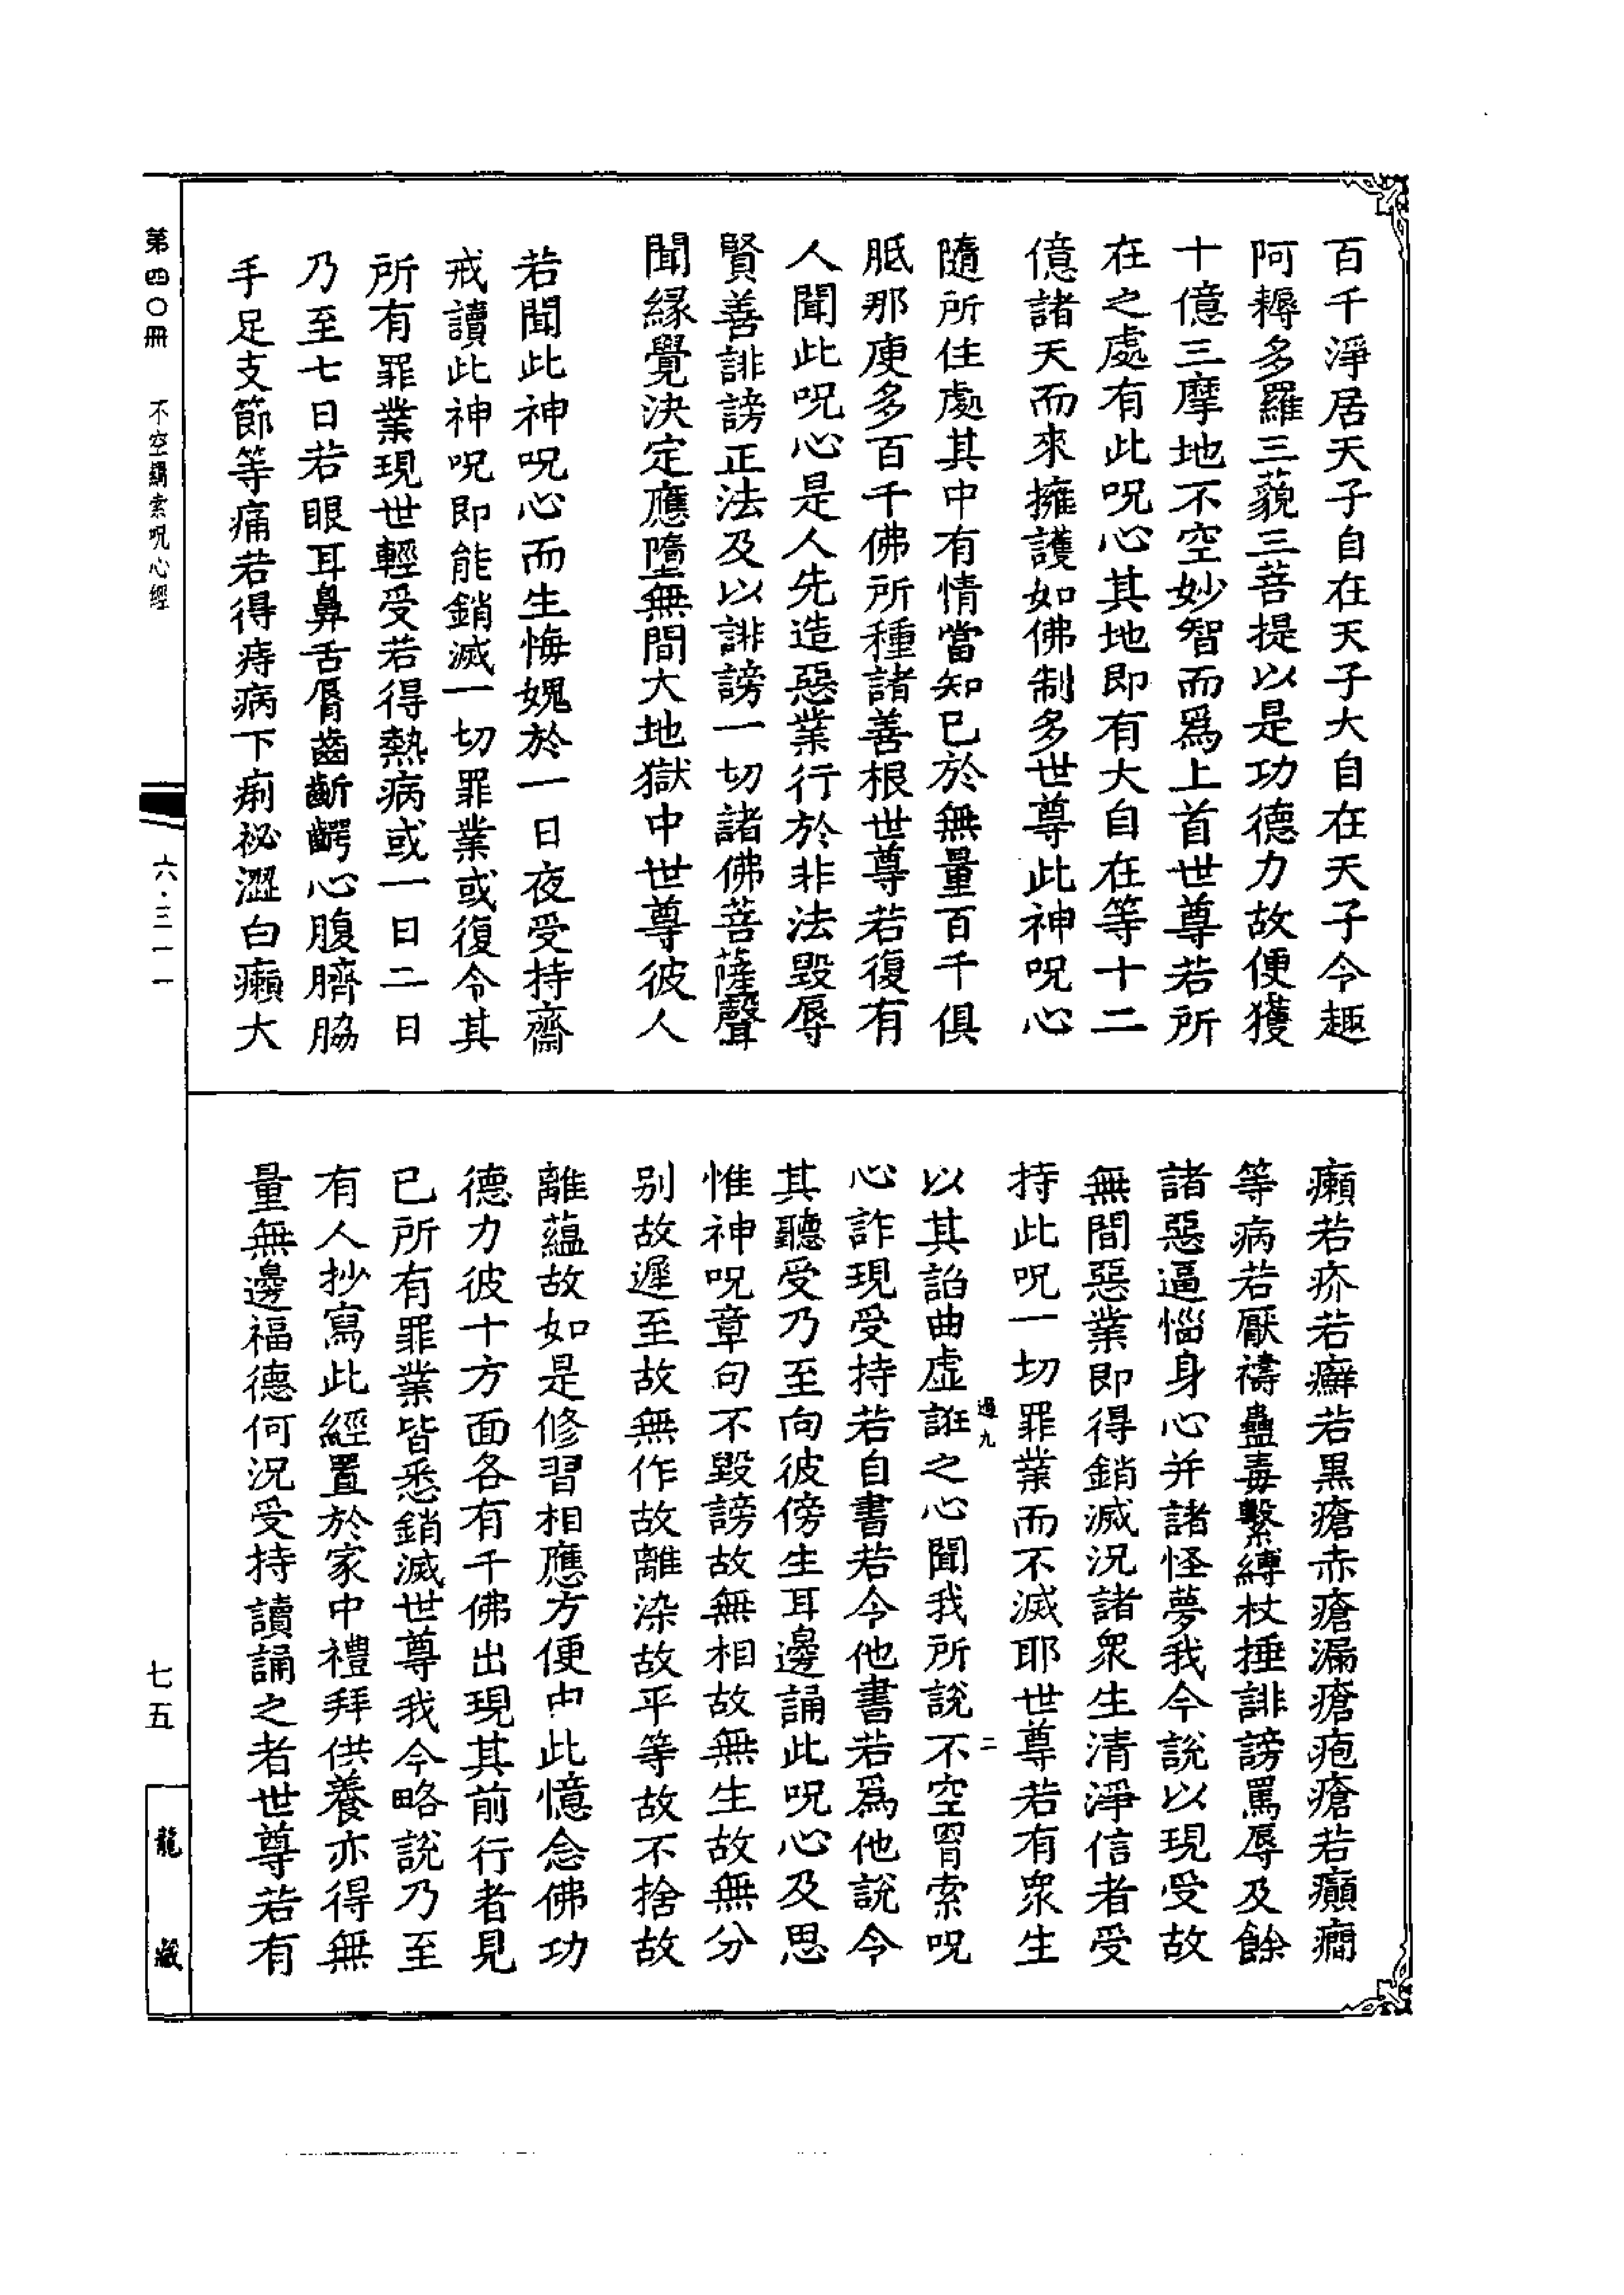 百千淨居天子自在天子大自在天子令趣
阿耨多羅三藐三菩提以是功德力故便獲
十億三摩地不空妙智而爲上首世尊若所
在之處有此呪心其地即有大自在等十二
億諸天而來擁護如佛制多世尊此神呪心
隨所住處其中有情當知已於無量百千俱
胝那庾多百千佛所種諸善根世尊若復有
人聞此呪心是人先造惡業行於非法毀辱
賢善誹謗正法及以誹謗一切諸佛菩薩聲
聞緣覺決定應墮無間大地獄中世尊彼人
若聞此神呪心而生悔媿於一日夜受持齋
戒讀此神呪即能銷滅一切罪業或復令其
所有罪業現世輕受若得熱病或一日二日
乃至七日若眼耳鼻舌脣齒齗齶心腹臍脇
手足支節等痛若得痔病下痢祕澀白癩大
癩若疥若癬若黑瘡赤瘡漏瘡疱瘡若癲癇
等病若厭禱蠱毒繫縛杖捶誹謗罵辱及餘
諸惡逼惱身心并諸怪夢我今說以現受故
無間惡業即得銷滅況諸衆生清淨信者受
持此呪一切罪業而不滅耶世尊若有衆生
過九 二
以其諂曲虛誑之心聞我所說不空罥索呪
心詐現受持若自書若令他書若爲他說令
其聽受乃至向彼傍生耳邊誦此呪心及思
惟神呪章句不毀謗故無相故無生故無分
別故遲至故無作故離染故平等故不捨故
離蘊故如是修習相應方便中此憶念佛功
德力彼十方面各有千佛出現其前行者見
已所有罪業皆悉銷滅世尊我今略說乃至
有人抄寫此經置於家中禮拜供養亦得無
量無邊福德何況受持讀誦之者世尊若有
第四〇冊 不空羂索呪心經
六·三一一
七五
龍藏